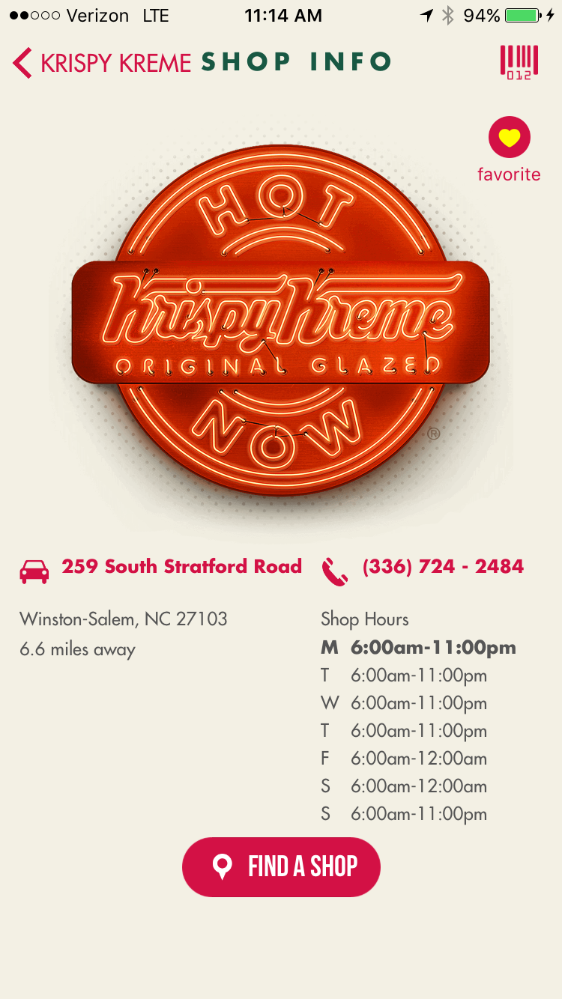 Verizon LTE 11:14 AM 94%
KRISPY KREME SHOP INFO
012
favorite
HOT
Krispy Kreme
ORIGINAL GLAZED
NOW
®
259 South Stratford Road
(336) 724 - 2484
Winston-Salem, NC 27103
6.6 miles away
Shop Hours
M 6:00am-11:00pm
T 6:00am-11:00pm
W 6:00am-11:00pm
T 6:00am-11:00pm
F 6:00am-12:00am
S 6:00am-12:00am
S 6:00am-11:00pm
FIND A SHOP